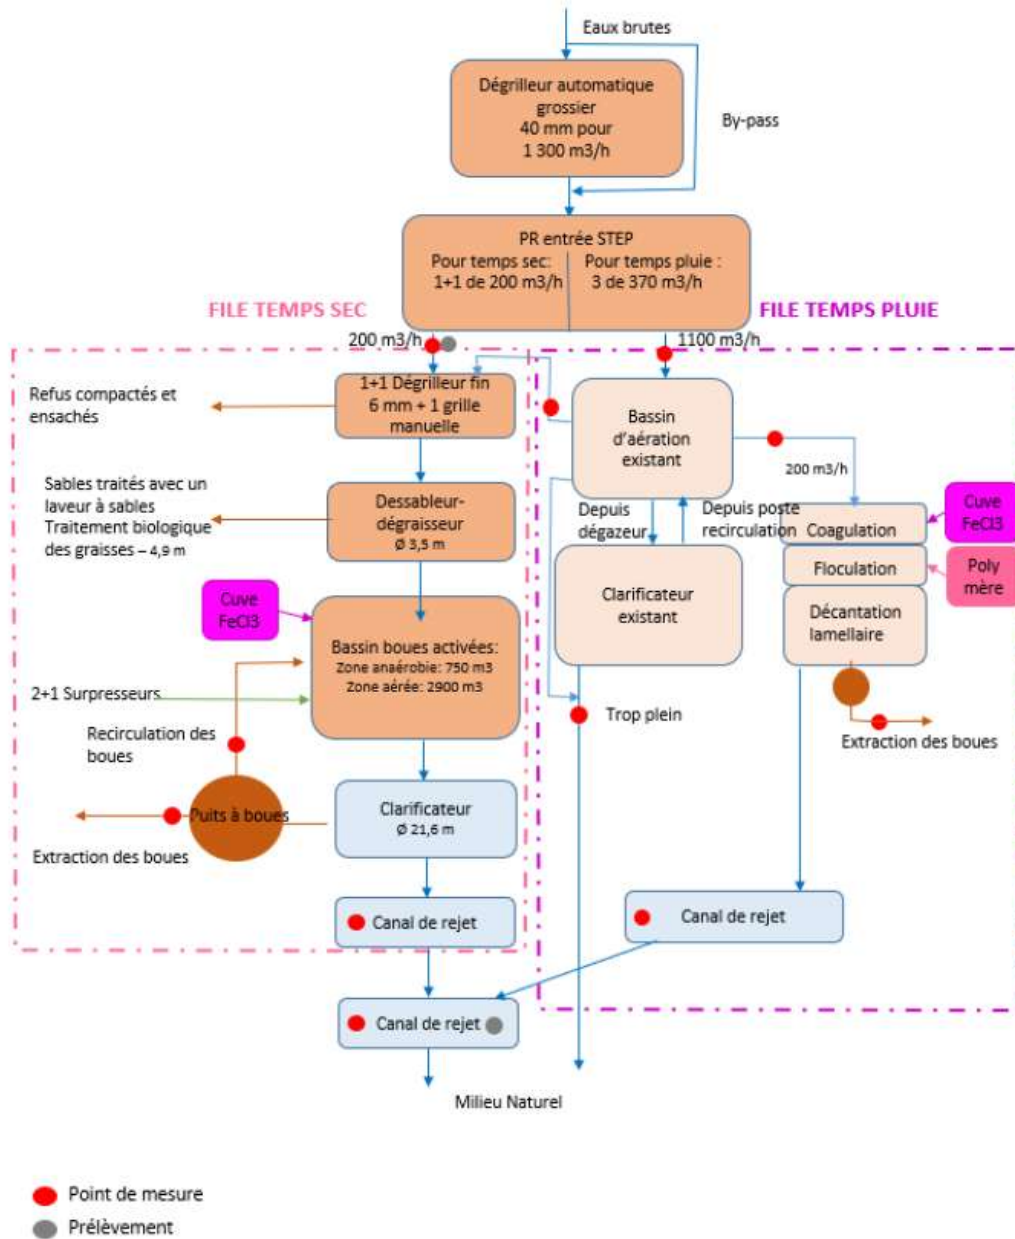 Eaux brutes
Dégrilleur automatique
grossier
40 mm pour
1 300 m3/h
By-pass
PR entrée STEP
Pour temps sec:
1+1 de 200 m3/h
Pour temps pluie :
3 de 370 m3/h
FILE TEMPS SEC
FILE TEMPS PLUIE
200 m3/h
1100 m3/h
Refus compactés et
ensachés
1+1 Dégrilleur fin
6 mm + 1 grille
manuelle
Bassin
d'aération
existant
200 m3/h
Sables traités avec un
laveur à sables
Traitement biologique
des graisses – 4,9 m
Dessableur-
dégraisseur
Ø 3,5 m
Depuis
dégazeur
Depuis poste
recirculation
Coagulation
Cuve
FeCl3
Floculation
Poly
mère
Décantation
lamellaire
Clarificateur
existant
Cuve
FeCl3
Bassin boues activées:
Zone anaérobie: 750 m3
Zone aérée: 2900 m3
2+1 Surpresseurs
Recirculation des
boues
Trop plein
Extraction des boues
Puits à boues
Clarificateur
Ø 21,6 m
Extraction des boues
Canal de rejet
Canal de rejet
Canal de rejet
Milieu Naturel
Point de mesure
Prélèvement